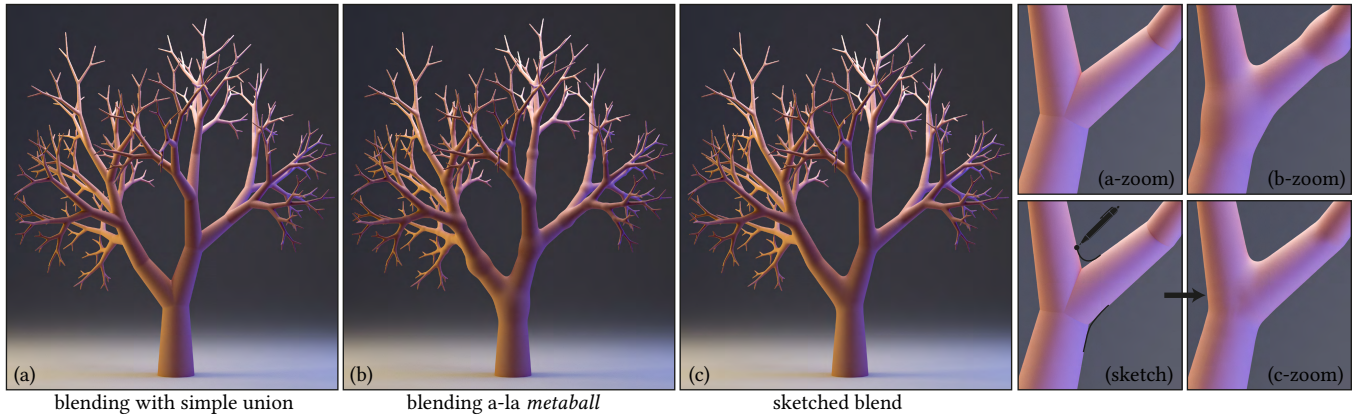 (a)
(b)
(c)
(a-zoom)
(b-zoom)
(sketch)
(c-zoom)
blending with simple union
blending a-la metaball
sketched blend